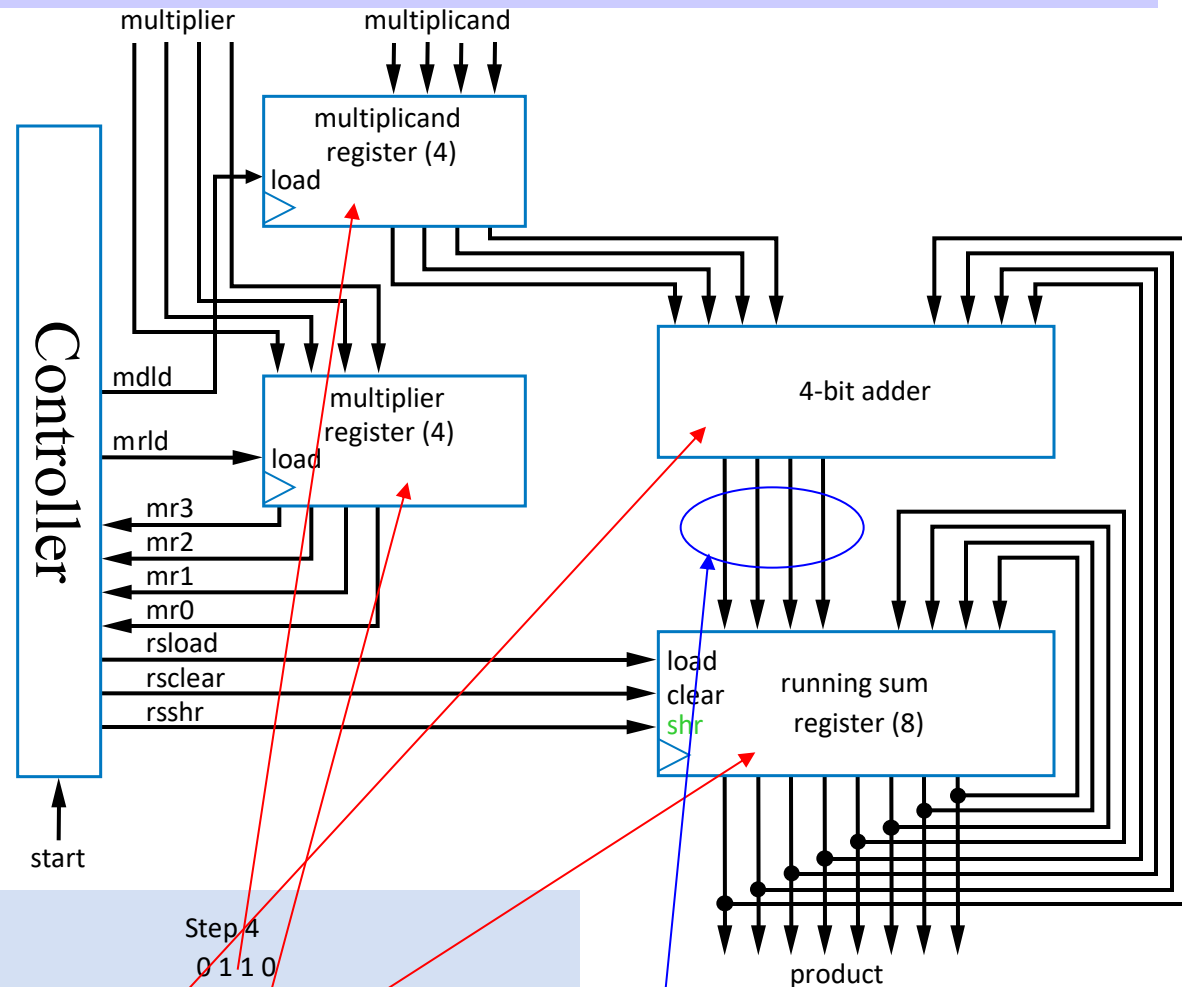 multiplier
multiplicand
multiplicand
register (4)
load
Controller
mdld
mrld
multiplier
register (4)
load
4-bit adder
mr3
mr2
mr1
mr0
rsload
rsclear
rsshr
load
clear
shr
running sum
register (8)
start
Step 4
0 1 1 0
product